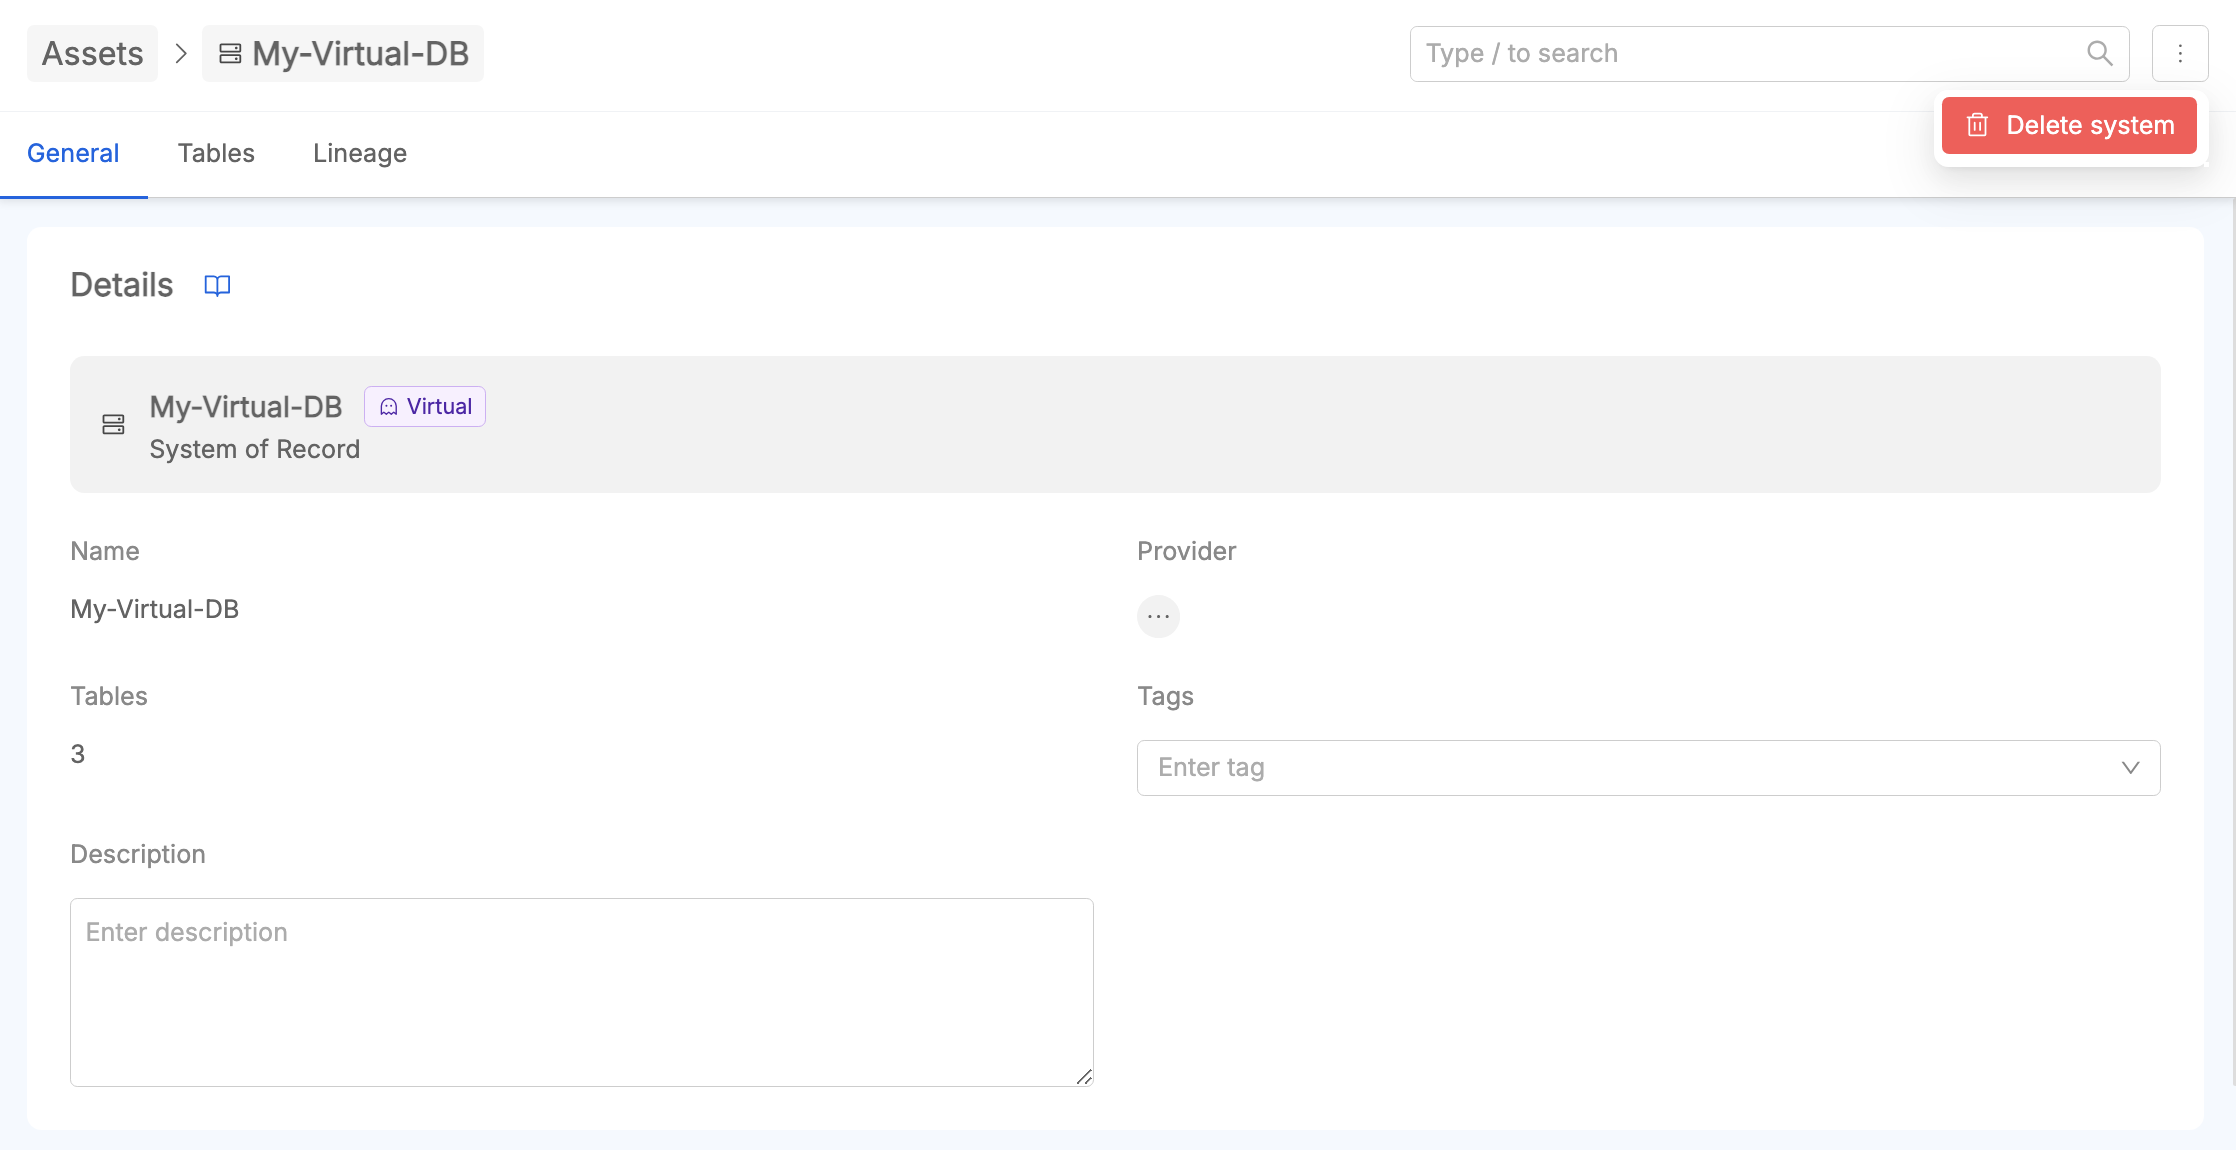 Assets
My-Virtual-DB
Type / to search
Delete system
General
Tables
Lineage
Details
My-Virtual-DB
Virtual
System of Record
Name
Provider
My-Virtual-DB
Tables
Tags
3
Enter tag
Description
Enter description